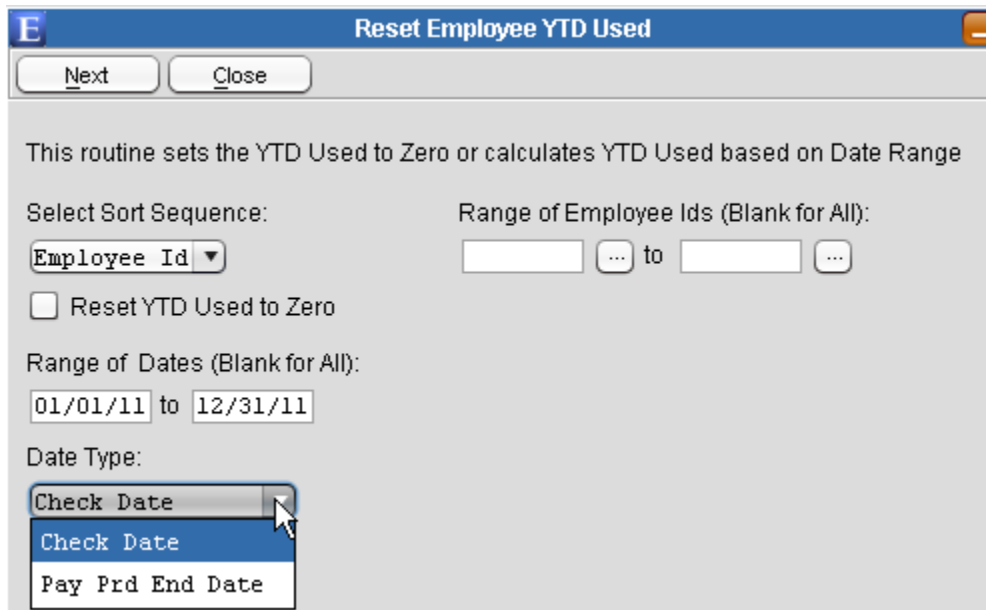 E Reset Employee YTD Used
Next Close
This routine sets the YTD Used to Zero or calculates YTD Used based on Date Range
Select Sort Sequence: Range of Employee Ids (Blank for All):
Employee Id ... to ...
Reset YTD Used to Zero
Range of Dates (Blank for All):
01/01/11 to 12/31/11
Date Type:
Check Date
Check Date
Pay Prd End Date